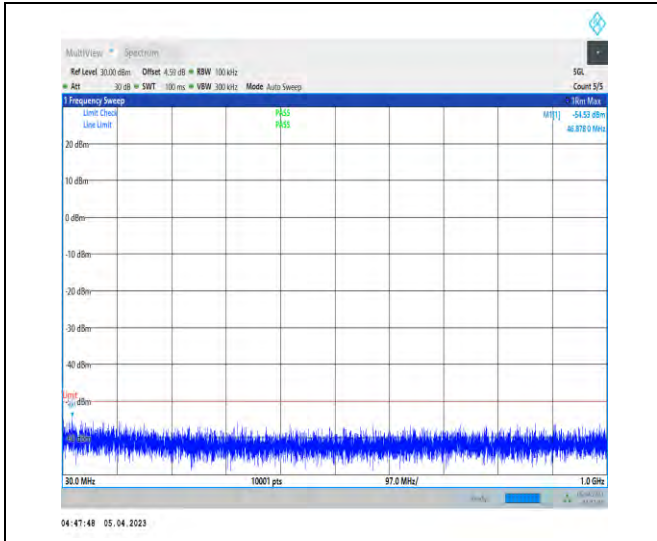 MultiView Spectrum
Ref Level 30.00 dBm Offset 4.59 dB RBW 100 kHz SGL
Att 30 dB SWT 100 ms VBW 300 kHz Mode Auto Sweep Count 5/5
1 Frequency Sweep 1Rm Max
Limit Check PASS M1[1] -54.53 dBm
Line Limit PASS 46.878 0 MHz
20 dBm
10 dBm
0 dBm
-10 dBm
-20 dBm
-30 dBm
-40 dBm
Limit
dBm
30.0 MHz 10001 pts 97.0 MHz/ 1.0 GHz
Ready
04:47:48 05.04.2023